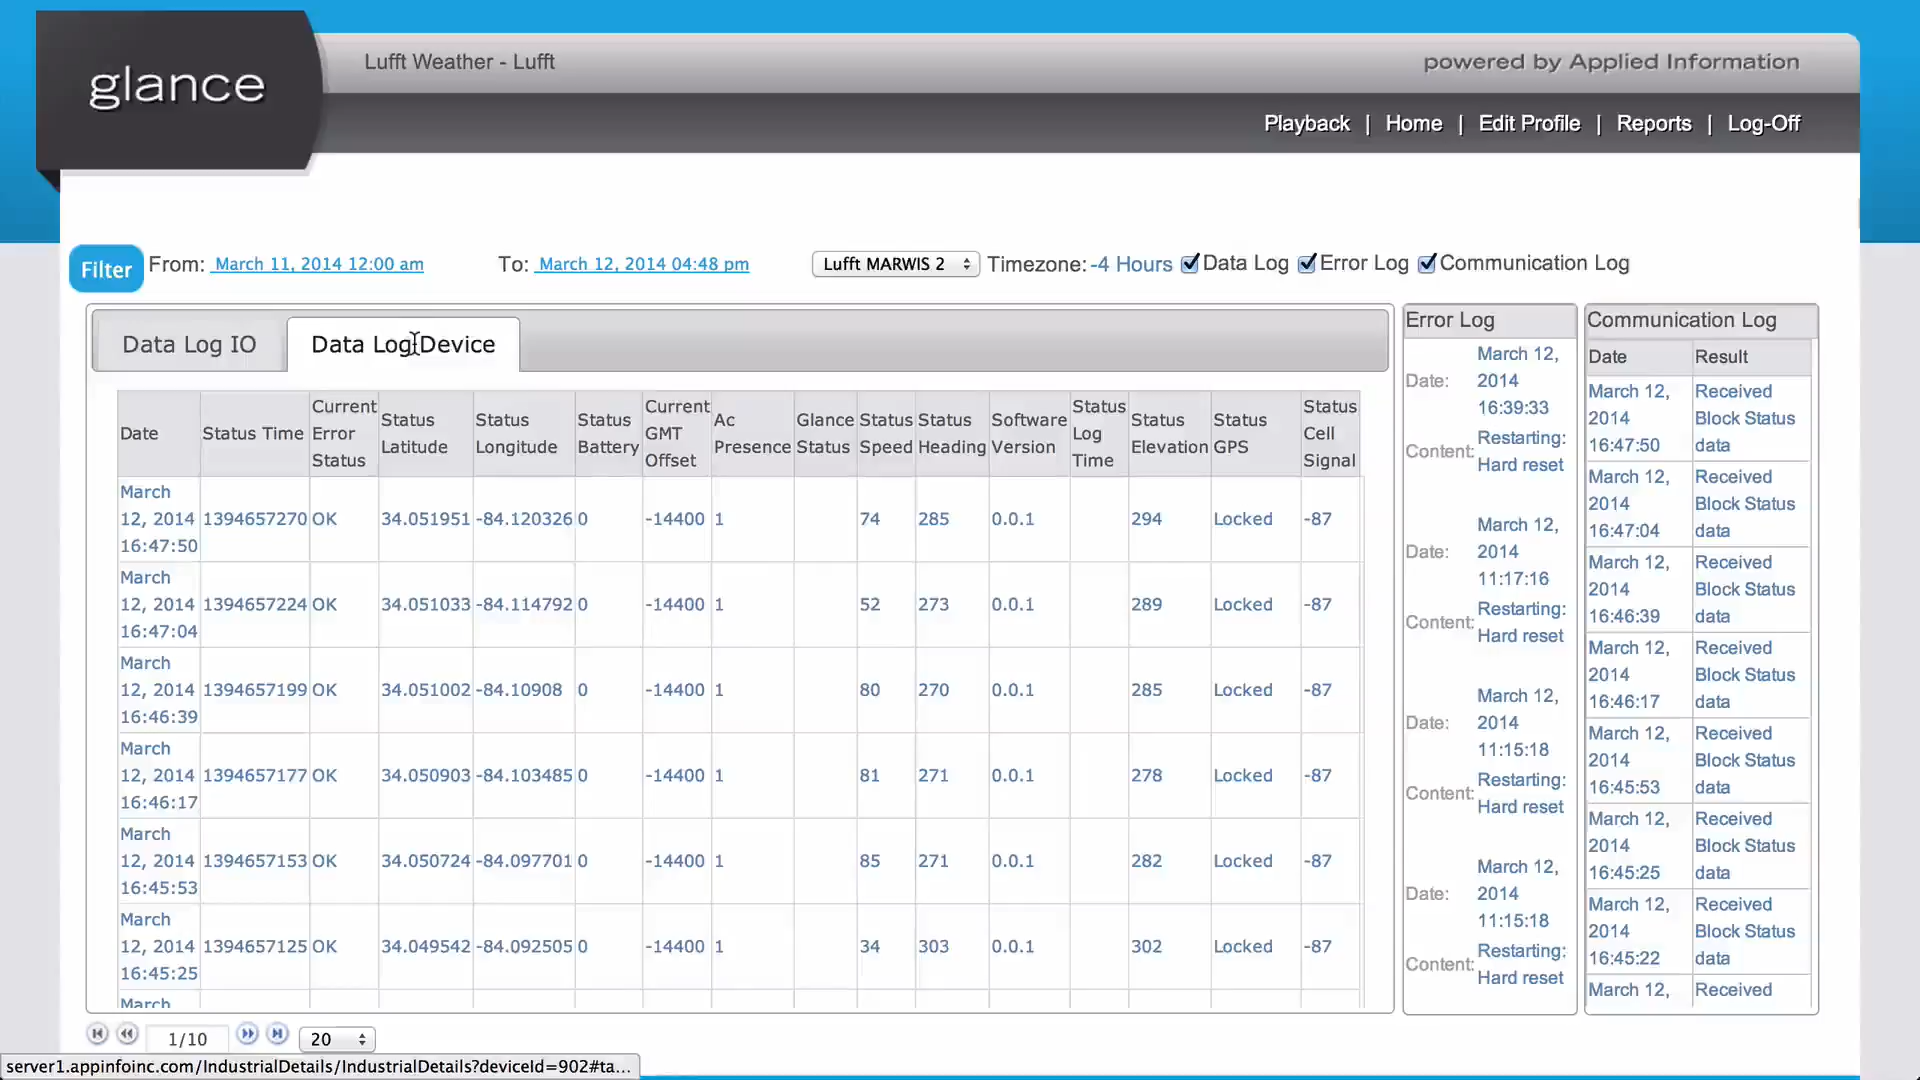 glance
Lufft Weather - Lufft
powered by Applied Information
Playback | Home | Edit Profile | Reports | Log-Off
Filter From: March 11, 2014 12:00 am To: March 12, 2014 04:48 pm Lufft MARWIS 2 Timezone: -4 Hours Data Log Error Log Communication Log
Data Log IO Data Log Device
Date Status Time Current Error Status Status Latitude Status Longitude Status Battery Current GMT Offset Ac Presence Glance Status Status Speed Status Heading Software Version Status Log Time Status Elevation Status GPS Status Cell Signal
March 12, 2014 16:47:50 1394657270 OK 34.051951 -84.120326 0 -14400 1 74 285 0.0.1 294 Locked -87
March 12, 2014 16:47:04 1394657224 OK 34.051033 -84.114792 0 -14400 1 52 273 0.0.1 289 Locked -87
March 12, 2014 16:46:39 1394657199 OK 34.051002 -84.10908 0 -14400 1 80 270 0.0.1 285 Locked -87
March 12, 2014 16:46:17 1394657177 OK 34.050903 -84.103485 0 -14400 1 81 271 0.0.1 278 Locked -87
March 12, 2014 16:45:53 1394657153 OK 34.050724 -84.097701 0 -14400 1 85 271 0.0.1 282 Locked -87
March 12, 2014 16:45:25 1394657125 OK 34.049542 -84.092505 0 -14400 1 34 303 0.0.1 302 Locked -87
March
Error Log
Date: March 12, 2014 16:39:33
Content: Restarting: Hard reset
Date: March 12, 2014 11:17:16
Content: Restarting: Hard reset
Date: March 12, 2014 11:15:18
Content: Restarting: Hard reset
Date: March 12, 2014 11:15:18
Content: Restarting: Hard reset
Communication Log
Date Result
March 12, 2014 16:47:50 Received Block Status data
March 12, 2014 16:47:04 Received Block Status data
March 12, 2014 16:46:39 Received Block Status data
March 12, 2014 16:46:17 Received Block Status data
March 12, 2014 16:45:53 Received Block Status data
March 12, 2014 16:45:25 Received Block Status data
March 12, 2014 16:45:22 Received Block Status data
March 12, Received
1/10 20
server1.appinfoinc.com/IndustrialDetails/IndustrialDetails?deviceId=902#ta...